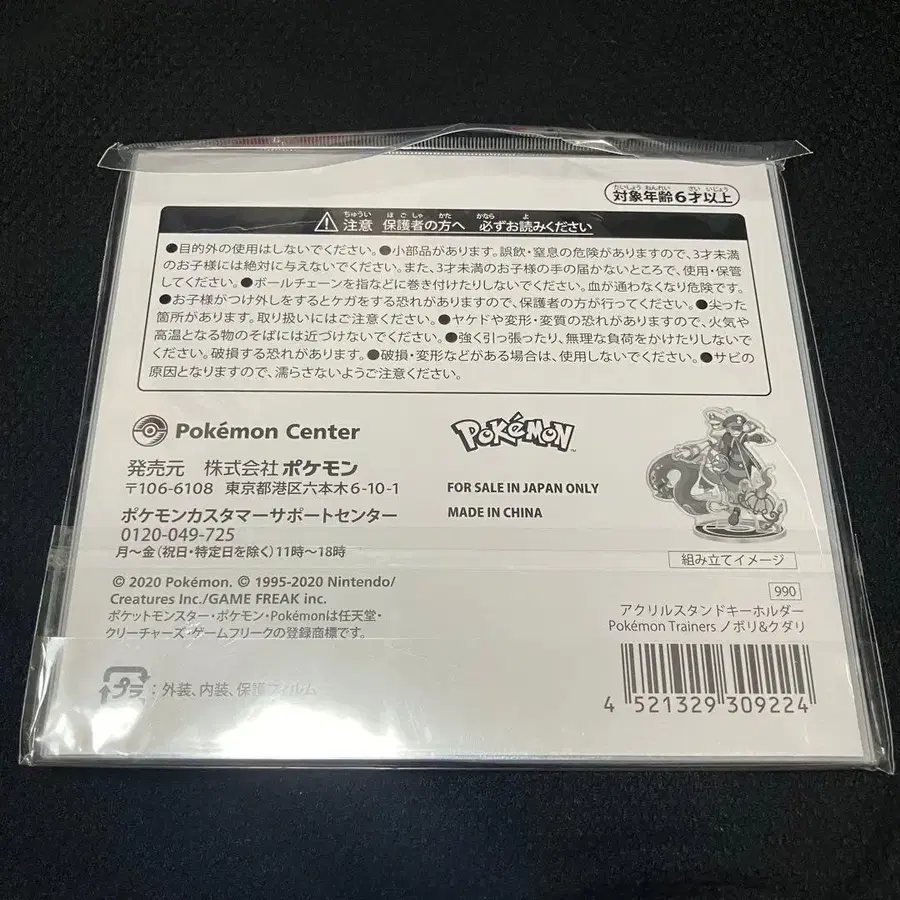 対象年齢6才以上
たいしょう ねんれい さい いじょう
⚠ 注意 保護者の方へ 必ずお読みください
ちゅうい ほごしゃ かた かなら よ
●目的外の使用はしないでください。●小部品があります。誤飲・窒息の危険がありますので、3才未満
のお子様には絶対に与えないでください。また、3才未満のお子様の手の届かないところで、使用・保管
してください。●ボールチェーンを指などに巻き付けたりしないでください。血が通わなくなり危険です。
●お子様がつけ外しをするとケガをする恐れがありますので、保護者の方が行ってください。●尖った
箇所があります。取り扱いにはご注意ください。●ヤケドや変形・変質の恐れがありますので、火気や
高温となる物のそばには近づけないでください。●強く引っ張ったり、無理な負荷をかけたりしないで
ください。破損する恐れがあります。●破損・変形などがある場合は、使用しないでください。●サビの
原因となりますので、濡らさないようご注意ください。
Pokémon Center
発売元 株式会社ポケモン
〒106-6108 東京都港区六本木6-10-1
ポケモンカスタマーサポートセンター
0120-049-725
月～金(祝日・特定日を除く)11時～18時
© 2020 Pokémon. © 1995-2020 Nintendo/
Creatures Inc./GAME FREAK inc.
ポケットモンスター・ポケモン・Pokémonは任天堂・
クリーチャーズ・ゲームフリークの登録商標です。
プラ : 外装、内装、保護フィルム
POKéMON ™
FOR SALE IN JAPAN ONLY
MADE IN CHINA
組み立てイメージ
990
アクリルスタンドキーホルダー
Pokémon Trainers ノボリ&クダリ
4 521329 309224